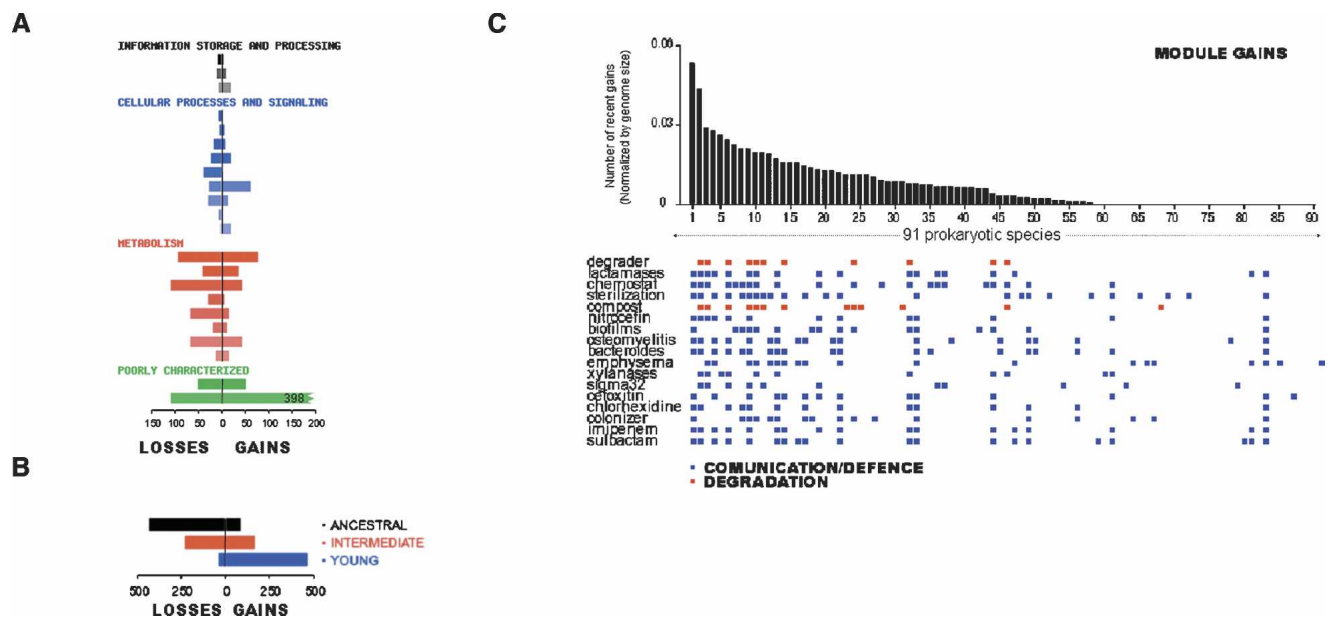 A
INFORMATION STORAGE AND PROCESSING
CELLULAR PROCESSES AND SIGNALING
METABOLISM
POORLY CHARACTERIZED
398
150 100 50 0 50 100 150 200
LOSSES GAINS
B
• ANCESTRAL
• INTERMEDIATE
• YOUNG
500 250 0 250 500
LOSSES GAINS
C
MODULE GAINS
Number of recent gains
(Normalized by genome size)
0.06
0.03
0
1 5 10 15 20 25 30 35 40 45 50 55 60 65 70 75 80 85 90
91 prokaryotic species
degrader
lactamases
chemostat
sterilization
compost
nitrocefin
biofilms
osteomyelitis
bacteroides
emphysema
xylanases
sigma32
cefoxitin
chlorhexidine
colonizer
imipenem
sulbactam
COMUNICATION/DEFENCE
DEGRADATION